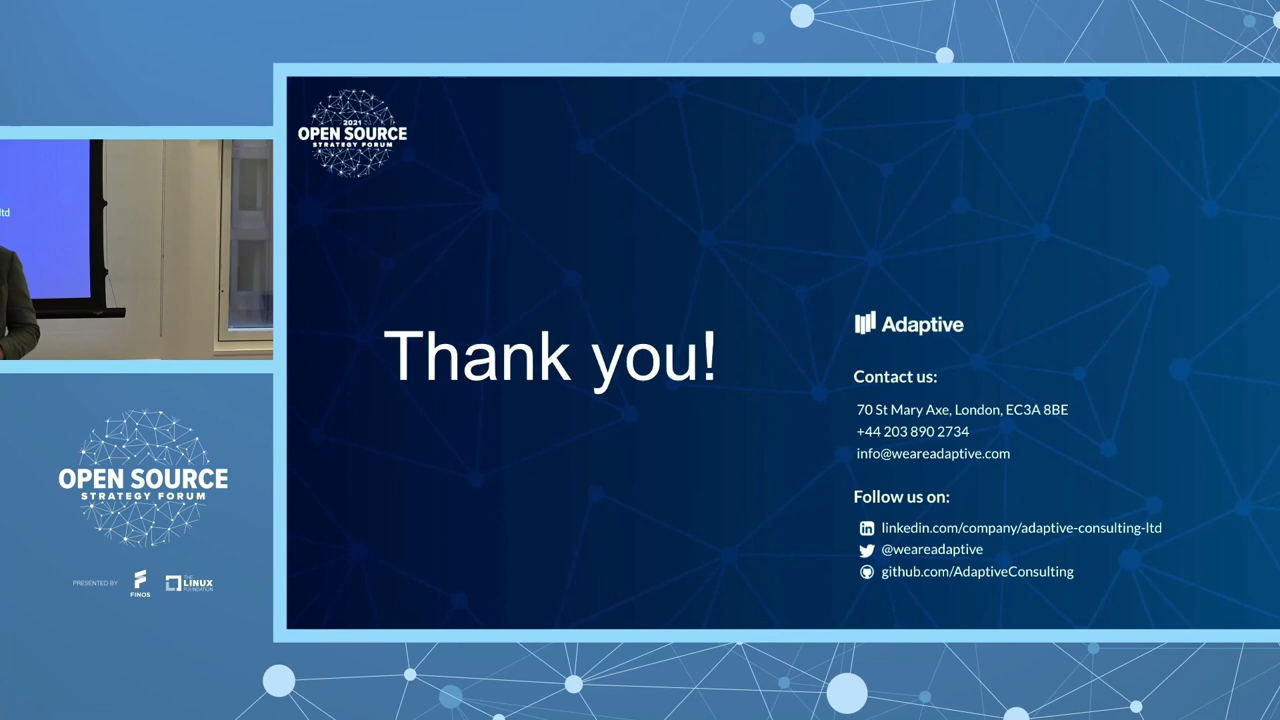 2021
OPEN SOURCE
STRATEGY FORUM
ltd
Thank you!
Adaptive
Contact us:
70 St Mary Axe, London, EC3A 8BE
+44 203 890 2734
info@weareadaptive.com
Follow us on:
in linkedin.com/company/adaptive-consulting-ltd
@weareadaptive
github.com/AdaptiveConsulting
OPEN SOURCE
STRATEGY FORUM
PRESENTED BY
FINOS
THE
LINUX
FOUNDATION